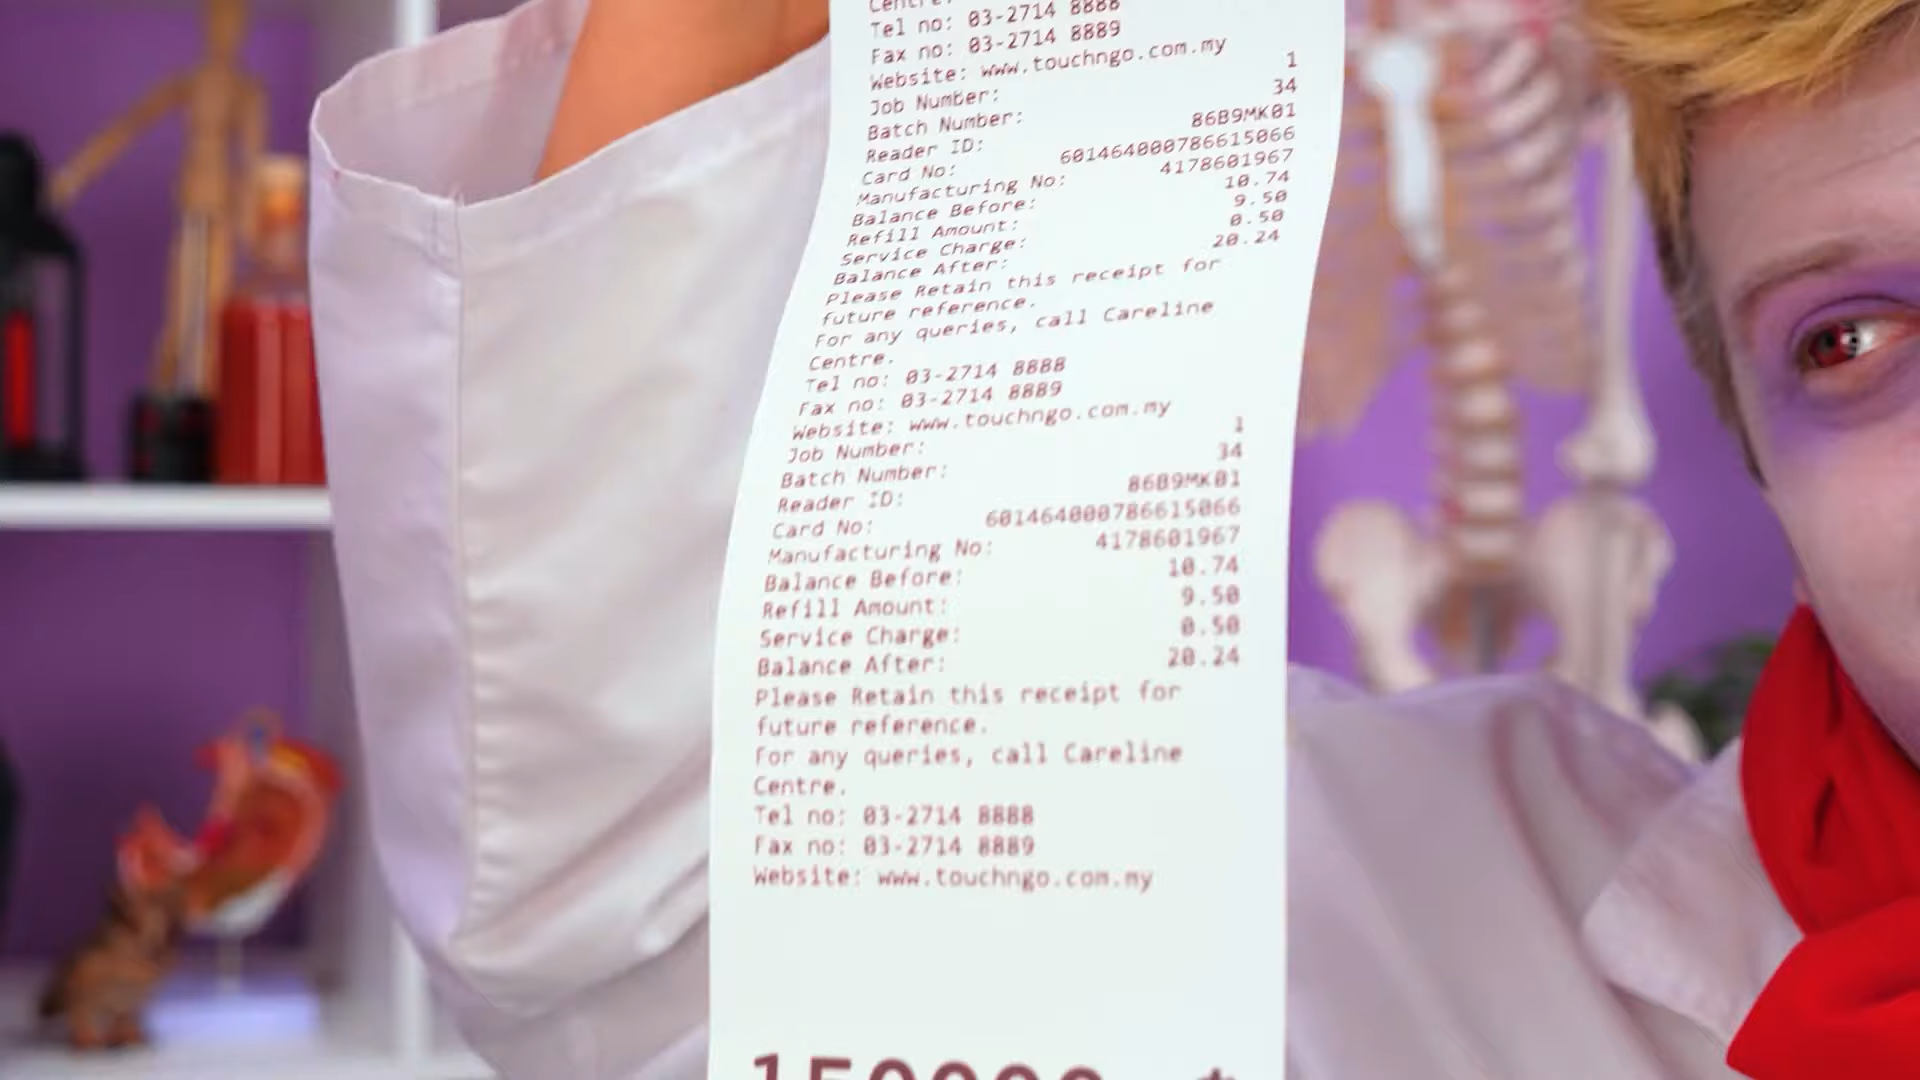 Centre.
Tel no: 03-2714 8888
Fax no: 03-2714 8889
Website: www.touchngo.com.my
Job Number: 1
Batch Number: 34
Reader ID: 86B9MK01
Card No: 601464000786615066
Manufacturing No: 4178601967
Balance Before: 10.74
Refill Amount: 9.50
Service Charge: 0.50
Balance After: 20.24
Please Retain this receipt for
future reference.
For any queries, call Careline
Centre.
Tel no: 03-2714 8888
Fax no: 03-2714 8889
Website: www.touchngo.com.my
Job Number: 1
Batch Number: 34
Reader ID: 86B9MK01
Card No: 601464000786615066
Manufacturing No: 4178601967
Balance Before: 10.74
Refill Amount: 9.50
Service Charge: 0.50
Balance After: 20.24
Please Retain this receipt for
future reference.
For any queries, call Careline
Centre.
Tel no: 03-2714 8888
Fax no: 03-2714 8889
Website: www.touchngo.com.my